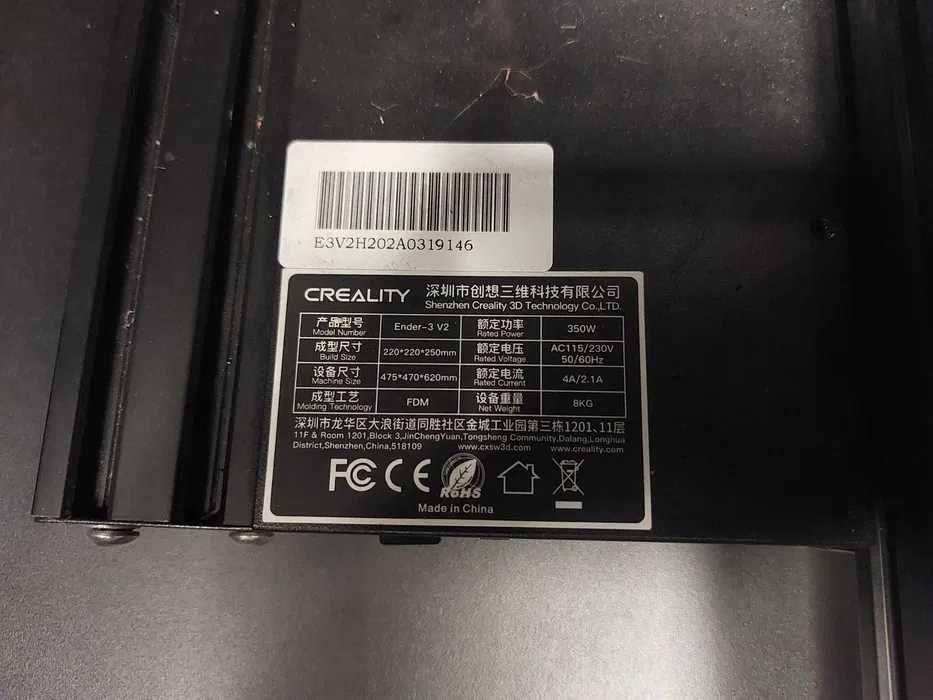 E3V2H202A0319146
CREALITY 深圳市创想三维科技有限公司
Shenzhen Creality 3D Technology Co.,LTD.
产品型号 Ender-3 V2 额定功率 350W
Model Number Rated Power
成型尺寸 220*220*250mm 额定电压 AC115/230V
Build Size Rated Voltage 50/60Hz
设备尺寸 475*470*620mm 额定电流 4A/2.1A
Machine Size Rated Current
成型工艺 FDM 设备重量 8KG
Molding Technology Net Weight
深圳市龙华区大浪街道同胜社区金城工业园第三栋1201、11层
11F & Room 1201,Block 3,JinChengYuan,Tongsheng Community,Dalang,Longhua
District,Shenzhen,China,518109 www.cxsw3d.com www.creality.com
FC CE RoHS
Made in China